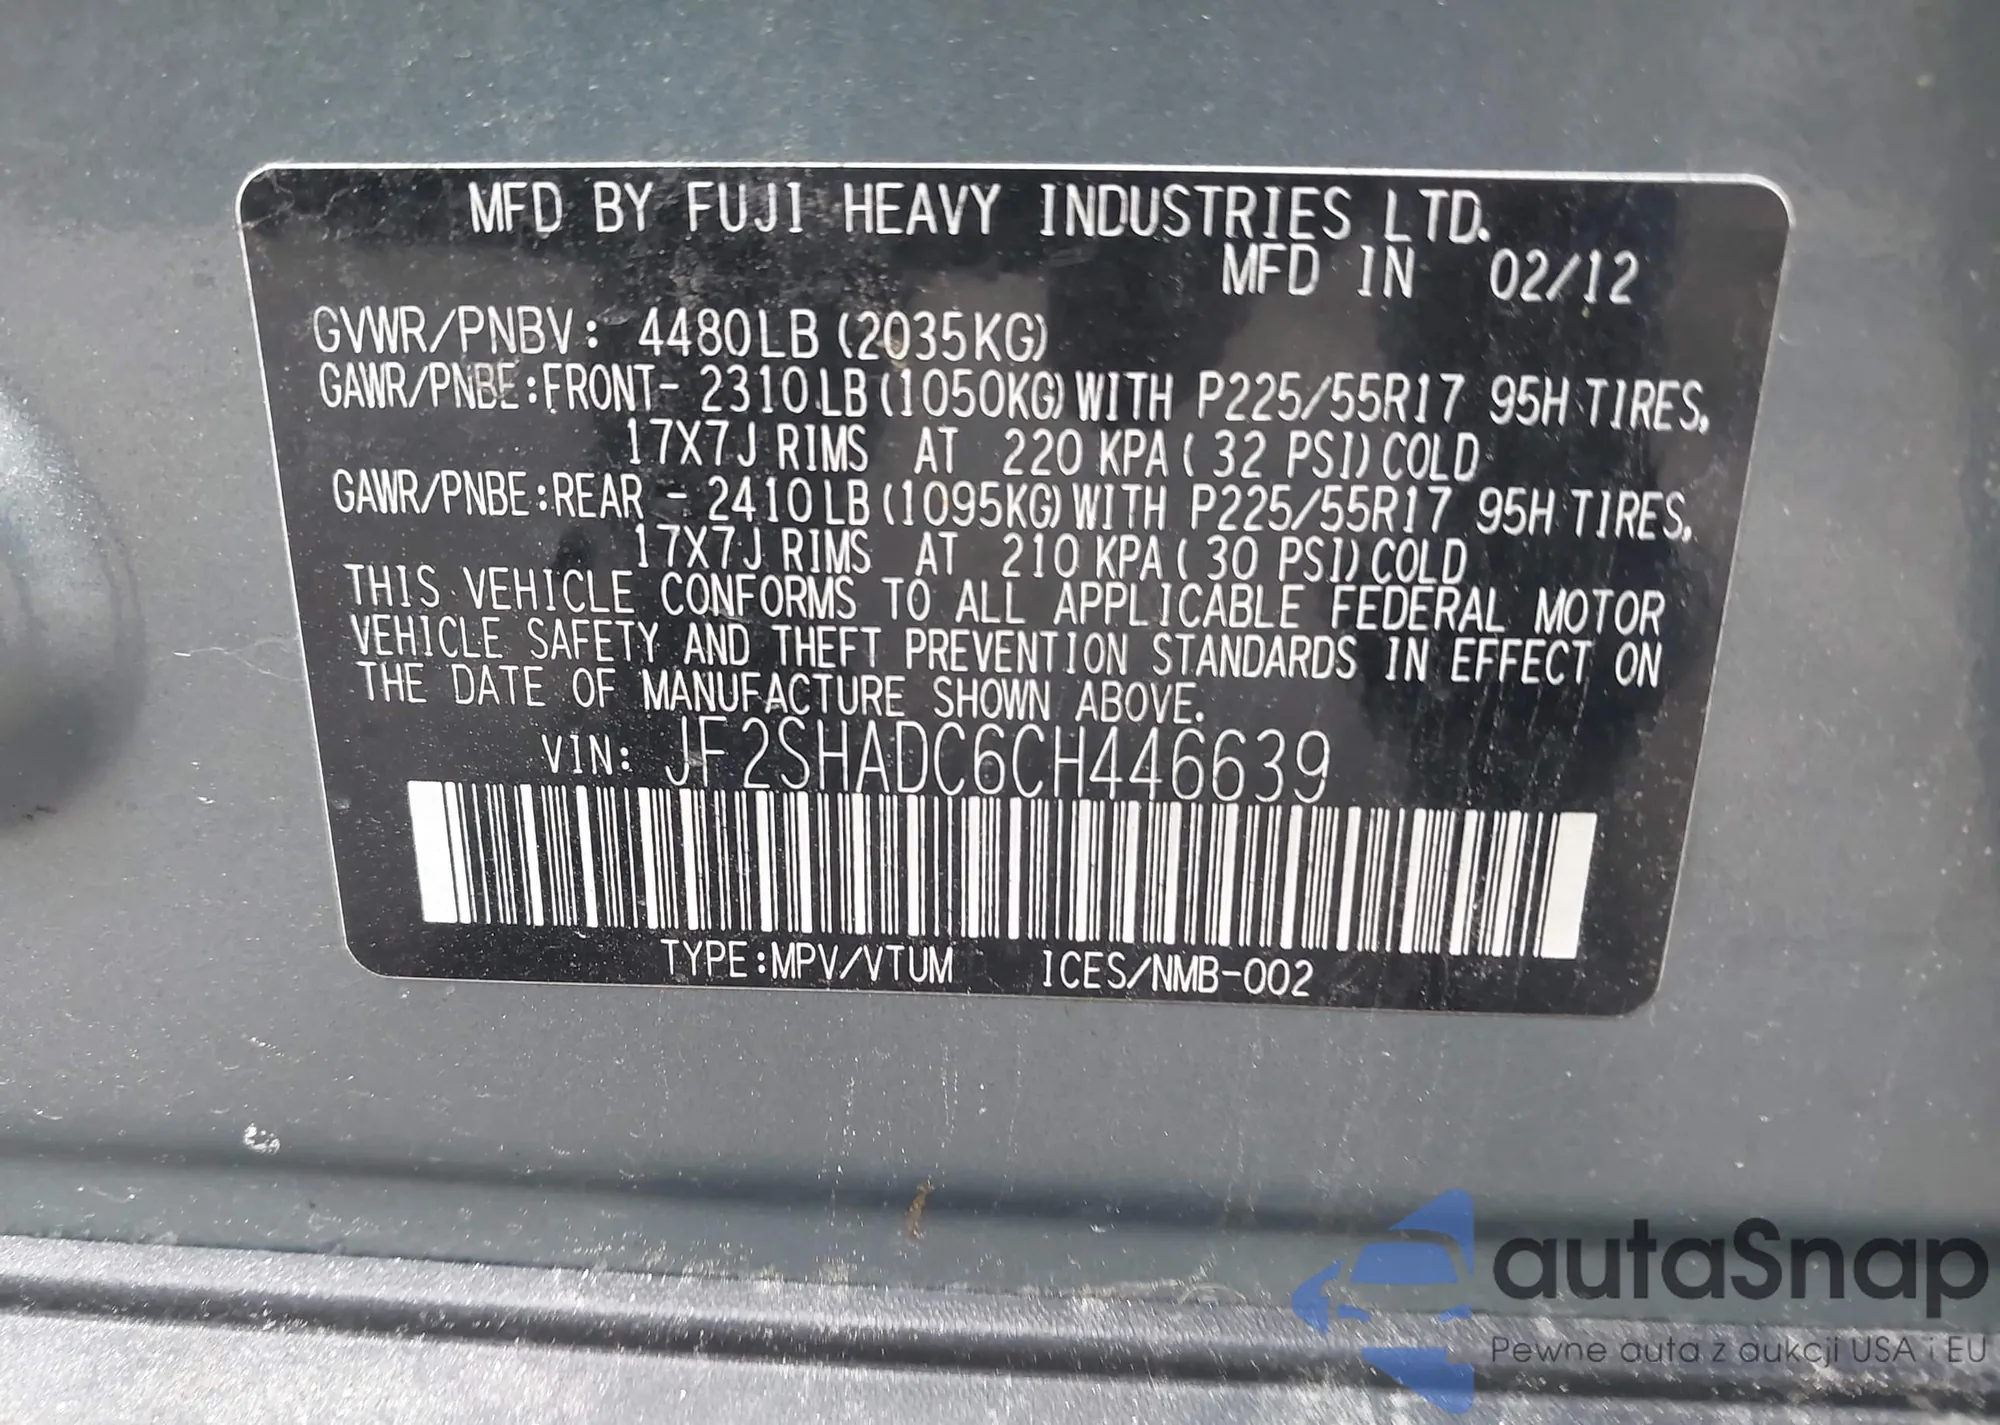 MFD BY FUJI HEAVY INDUSTRIES LTD.
MFD IN 02/12
GVWR/PNBV: 4480LB (2035KG)
GAWR/PNBE:FRONT- 2310LB(1050KG)WITH P225/55R17 95H TIRES,
17X7J RIMS AT 220 KPA( 32 PSI)COLD
GAWR/PNBE:REAR - 2410LB(1095KG)WITH P225/55R17 95H TIRES,
17X7J RIMS AT 210 KPA( 30 PSI)COLD
THIS VEHICLE CONFORMS TO ALL APPLICABLE FEDERAL MOTOR
VEHICLE SAFETY AND THEFT PREVENTION STANDARDS IN EFFECT ON
THE DATE OF MANUFACTURE SHOWN ABOVE.
VIN: JF2SHADC6CH446639
TYPE:MPV/VTUM ICES/NMB-002
autaSnap
Pewne auta z aukcji USA i EU